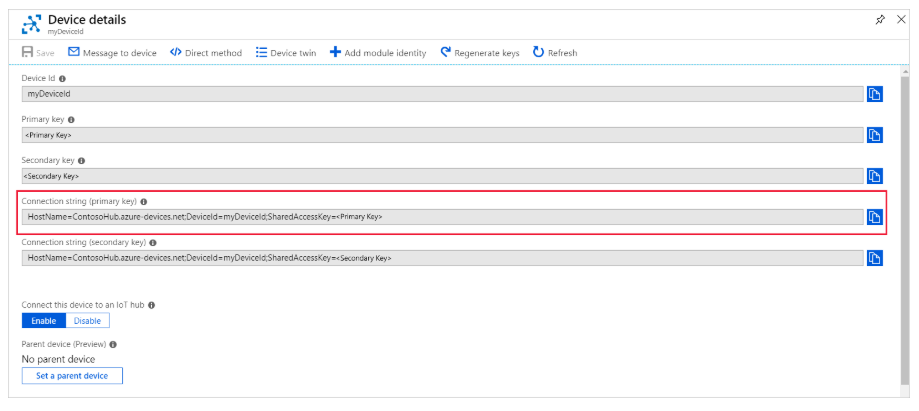 Device details
myDeviceId
Save Message to device Direct method Device twin Add module identity Regenerate keys Refresh
Device Id
myDeviceId
Primary key
<Primary Key>
Secondary key
<Secondary Key>
Connection string (primary key)
HostName=ContosoHub.azure-devices.net;DeviceId=myDeviceId;SharedAccessKey=<Primary Key>
Connection string (secondary key)
HostName=ContosoHub.azure-devices.net;DeviceId=myDeviceId;SharedAccessKey=<Secondary Key>
Connect this device to an IoT hub
Enable Disable
Parent device (Preview)
No parent device
Set a parent device